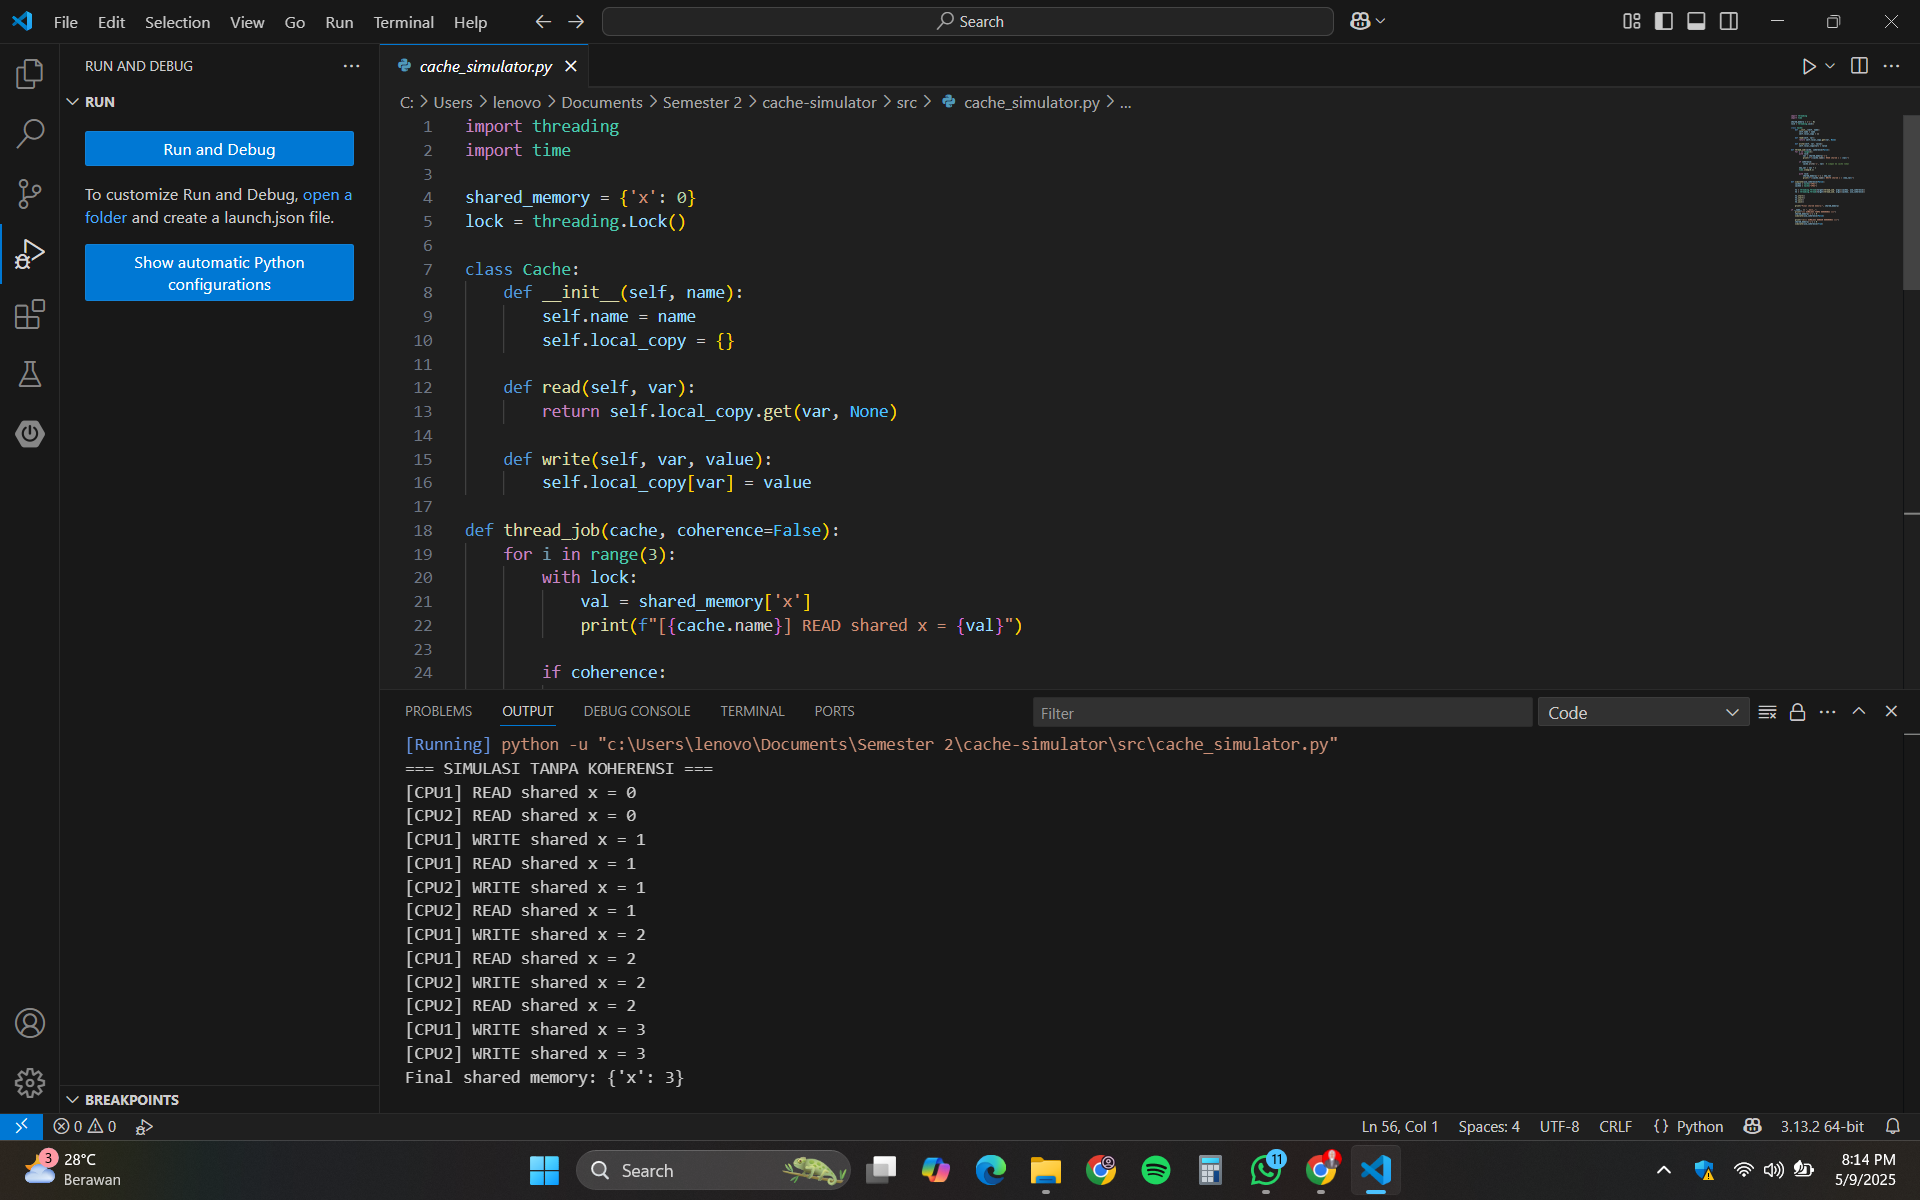 File Edit Selection View Go Run Terminal Help
Search
RUN AND DEBUG
RUN
Run and Debug
To customize Run and Debug, open a
folder and create a launch.json file.
Show automatic Python
configurations
BREAKPOINTS
cache_simulator.py
C: > Users > lenovo > Documents > Semester 2 > cache-simulator > src > cache_simulator.py > ...
1 import threading
2 import time
3
4 shared_memory = {'x': 0}
5 lock = threading.Lock()
6
7 class Cache:
8     def __init__(self, name):
9         self.name = name
10         self.local_copy = {}
11
12     def read(self, var):
13         return self.local_copy.get(var, None)
14
15     def write(self, var, value):
16         self.local_copy[var] = value
17
18 def thread_job(cache, coherence=False):
19     for i in range(3):
20         with lock:
21             val = shared_memory['x']
22             print(f"[{cache.name}] READ shared x = {val}")
23
24         if coherence:
PROBLEMS OUTPUT DEBUG CONSOLE TERMINAL PORTS
Filter
Code
[Running] python -u "c:\Users\lenovo\Documents\Semester 2\cache-simulator\src\cache_simulator.py"
=== SIMULASI TANPA KOHERENSI ===
[CPU1] READ shared x = 0
[CPU2] READ shared x = 0
[CPU1] WRITE shared x = 1
[CPU1] READ shared x = 1
[CPU2] WRITE shared x = 1
[CPU2] READ shared x = 1
[CPU1] WRITE shared x = 2
[CPU1] READ shared x = 2
[CPU2] WRITE shared x = 2
[CPU2] READ shared x = 2
[CPU1] WRITE shared x = 3
[CPU2] WRITE shared x = 3
Final shared memory: {'x': 3}
0 0
Ln 56, Col 1 Spaces: 4 UTF-8 CRLF {} Python 3.13.2 64-bit
3
28°C
Berawan
Search
11
8:14 PM
5/9/2025